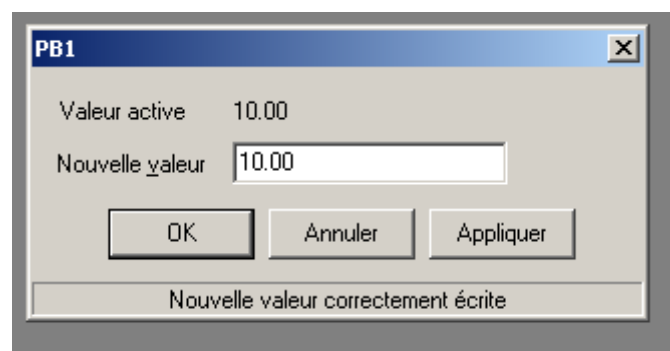 PB1
Valeur active 10.00
Nouvelle valeur 10.00
OK Annuler Appliquer
Nouvelle valeur correctement écrite